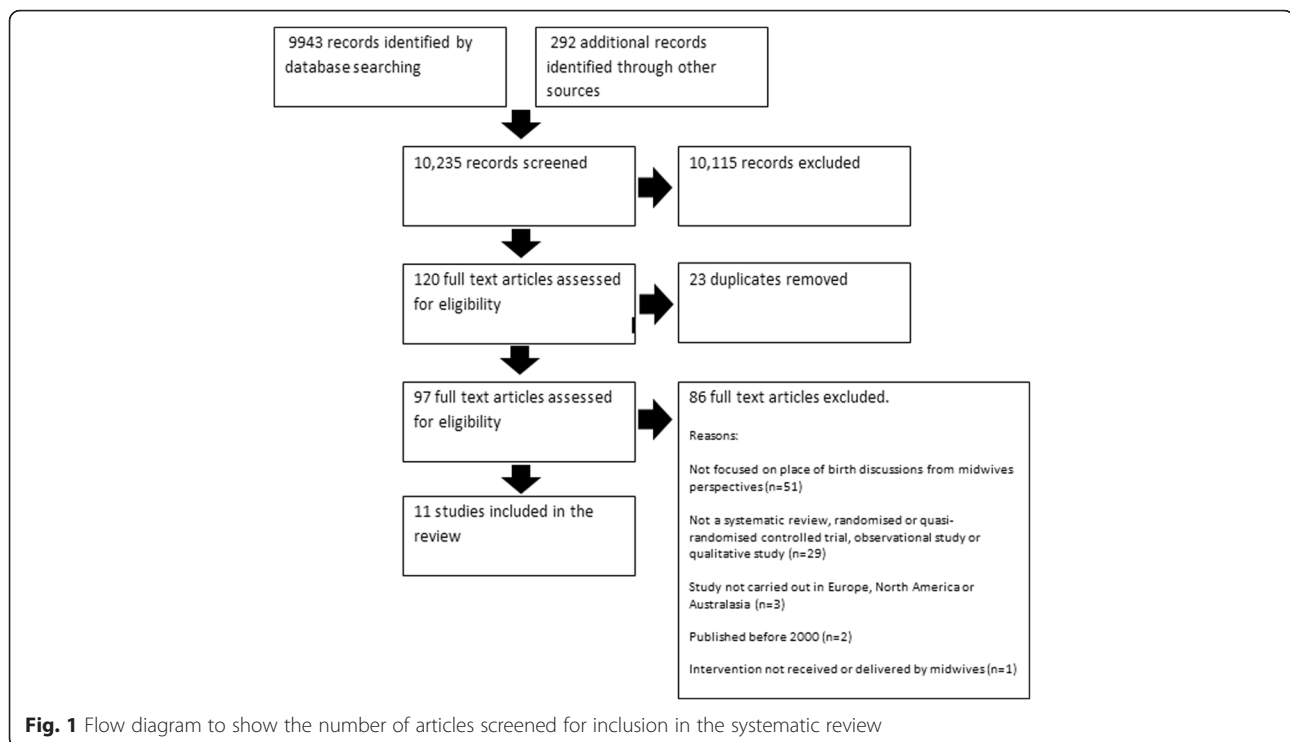 9943 records identified by
database searching
292 additional records
identified through other
sources
10,235 records screened
10,115 records excluded
120 full text articles assessed
for eligibility
23 duplicates removed
97 full text articles assessed
for eligibility
86 full text articles excluded.
Reasons:
Not focused on place of birth discussions from midwives
perspectives (n=51)
Not a systematic review, randomised or quasi-
randomised controlled trial, observational study or
qualitative study (n=29)
Study not carried out in Europe, North America or
Australasia (n=3)
Published before 2000 (n=2)
Intervention not received or delivered by midwives (n=1)
11 studies included in the
review
Fig. 1 Flow diagram to show the number of articles screened for inclusion in the systematic review